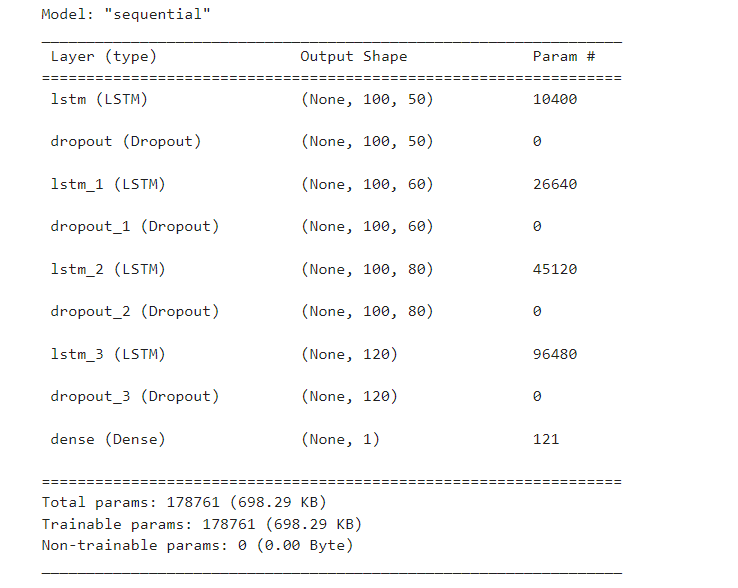 Model: "sequential"
_________________________________________________________________
Layer (type)                Output Shape              Param #
=================================================================
lstm (LSTM)                 (None, 100, 50)           10400
dropout (Dropout)           (None, 100, 50)           0
lstm_1 (LSTM)               (None, 100, 60)           26640
dropout_1 (Dropout)         (None, 100, 60)           0
lstm_2 (LSTM)               (None, 100, 80)           45120
dropout_2 (Dropout)         (None, 100, 80)           0
lstm_3 (LSTM)               (None, 120)               96480
dropout_3 (Dropout)         (None, 120)               0
dense (Dense)               (None, 1)                 121
=================================================================
Total params: 178761 (698.29 KB)
Trainable params: 178761 (698.29 KB)
Non-trainable params: 0 (0.00 Byte)
_________________________________________________________________